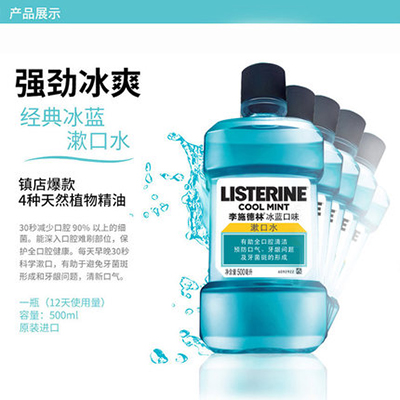 产品展示
强劲冰爽
经典冰蓝
漱口水
镇店爆款
4种天然植物精油
30秒减少口腔 90% 以上的细
菌。能深入口腔难刷部位，保
护全口腔健康。每天早晚30秒
科学漱口，有助于避免牙菌斑
形成和牙龈问题，清新口气。
一瓶（12天使用量）
容量：500ml
原装进口
LISTERINE
COOL MINT
李施德林 冰蓝口味
漱口水
有助全口腔清洁
预防口气，牙龈问题
及牙菌斑的形成
净含量500毫升